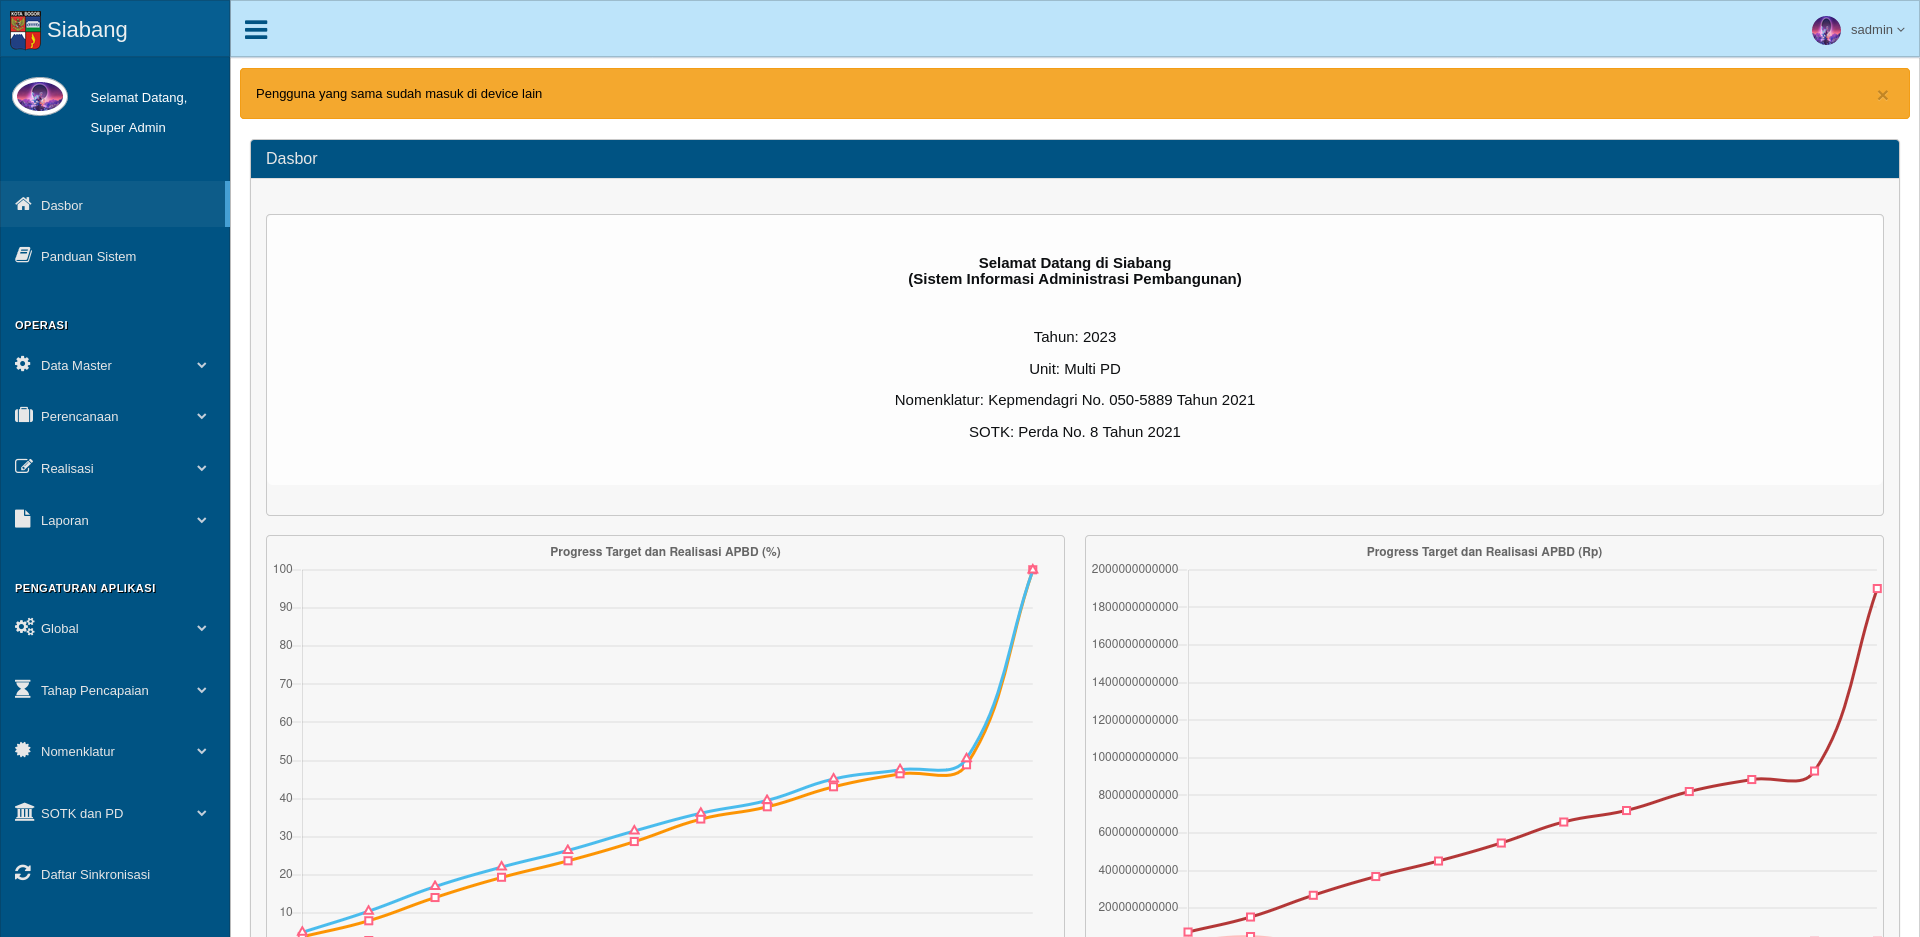 KOTA BOGOR
Siabang
sadmin
Selamat Datang,
Super Admin
Pengguna yang sama sudah masuk di device lain
×
Dasbor
Panduan Sistem
OPERASI
Data Master
Perencanaan
Realisasi
Laporan
PENGATURAN APLIKASI
Global
Tahap Pencapaian
Nomenklatur
SOTK dan PD
Daftar Sinkronisasi
Dasbor
Selamat Datang di Siabang
(Sistem Informasi Administrasi Pembangunan)
Tahun: 2023
Unit: Multi PD
Nomenklatur: Kepmendagri No. 050-5889 Tahun 2021
SOTK: Perda No. 8 Tahun 2021
Progress Target dan Realisasi APBD (%)
100
90
80
70
60
50
40
30
20
10
Progress Target dan Realisasi APBD (Rp)
2000000000000
1800000000000
1600000000000
1400000000000
1200000000000
1000000000000
800000000000
600000000000
400000000000
200000000000